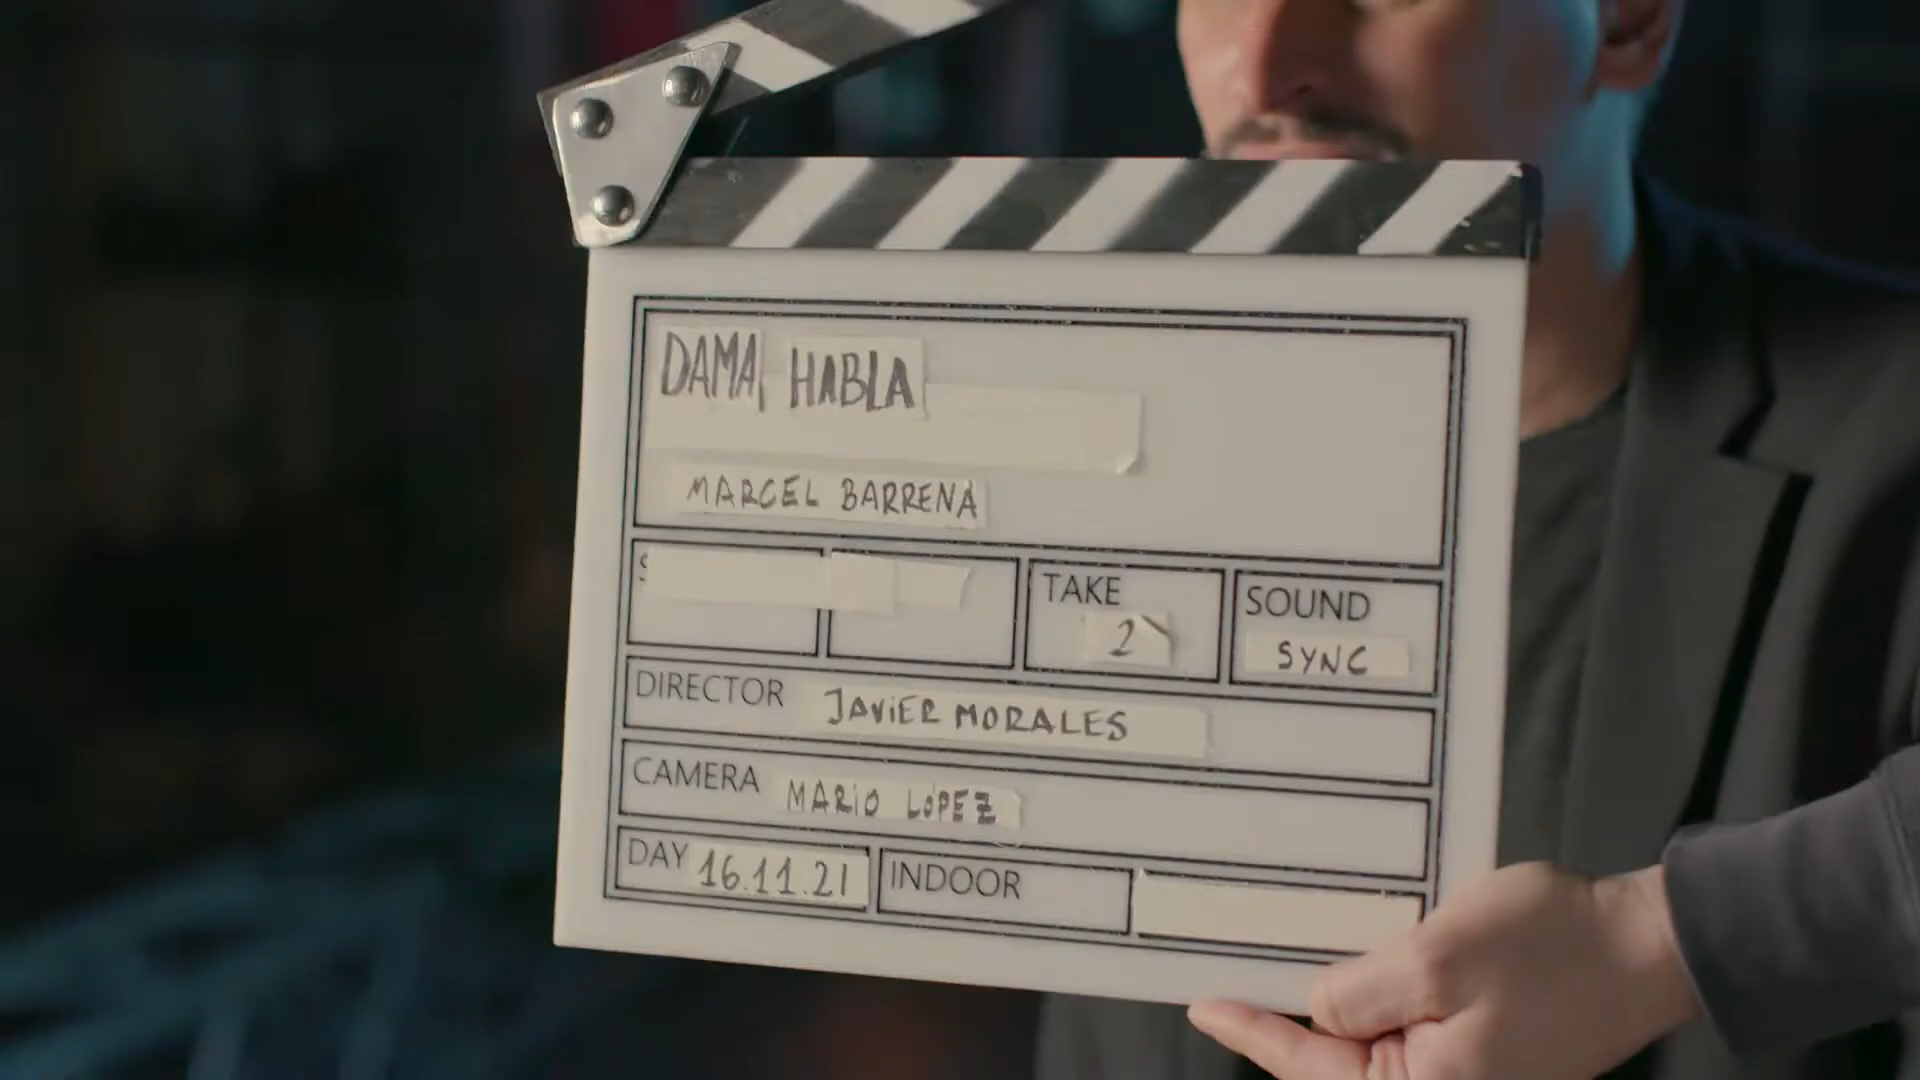 DAMA, HABLA
MARCEL BARRENA
S
TAKE
2
SOUND
SYNC
DIRECTOR JAVIER MORALES
CAMERA MARIO LÓPEZ
DAY 16.11.21 INDOOR